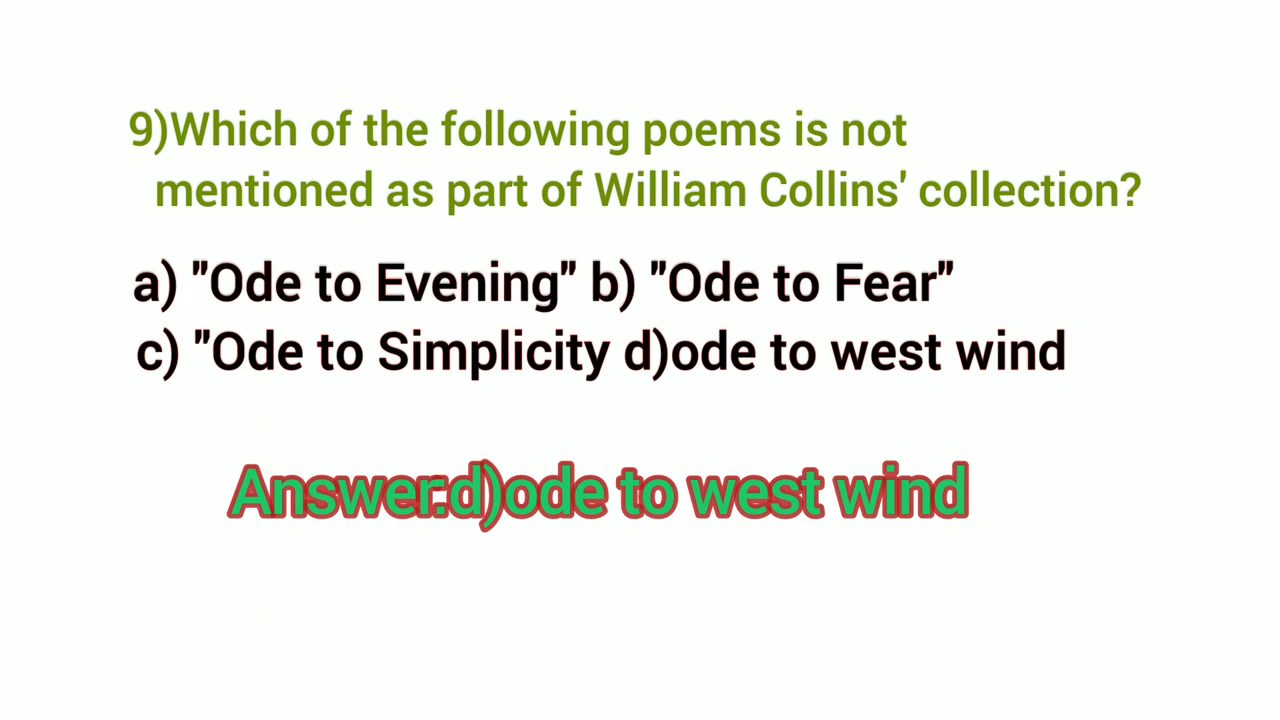 9)Which of the following poems is not
mentioned as part of William Collins' collection?
a) "Ode to Evening" b) "Ode to Fear"
c) "Ode to Simplicity d)ode to west wind
Answer:d)ode to west wind